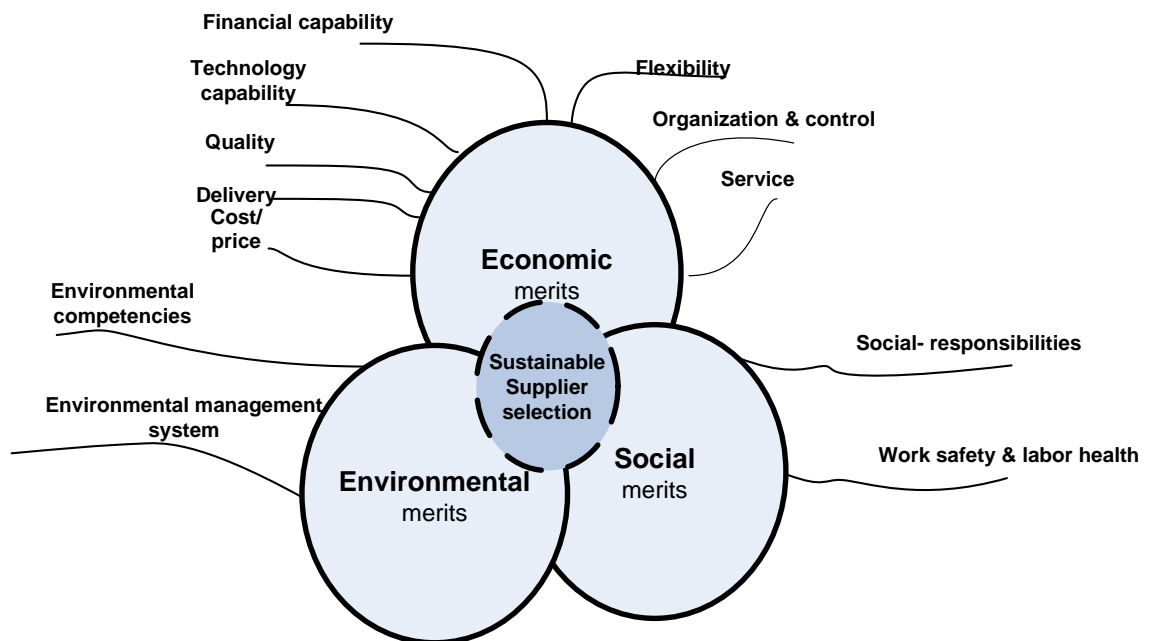 Financial capability
Flexibility
Technology
capability
Organization & control
Quality
Service
Delivery
Cost/
price
Economic
merits
Environmental
competencies
Social- responsibilities
Sustainable
Supplier
selection
Environmental management
system
Social
merits
Work safety & labor health
Environmental
merits